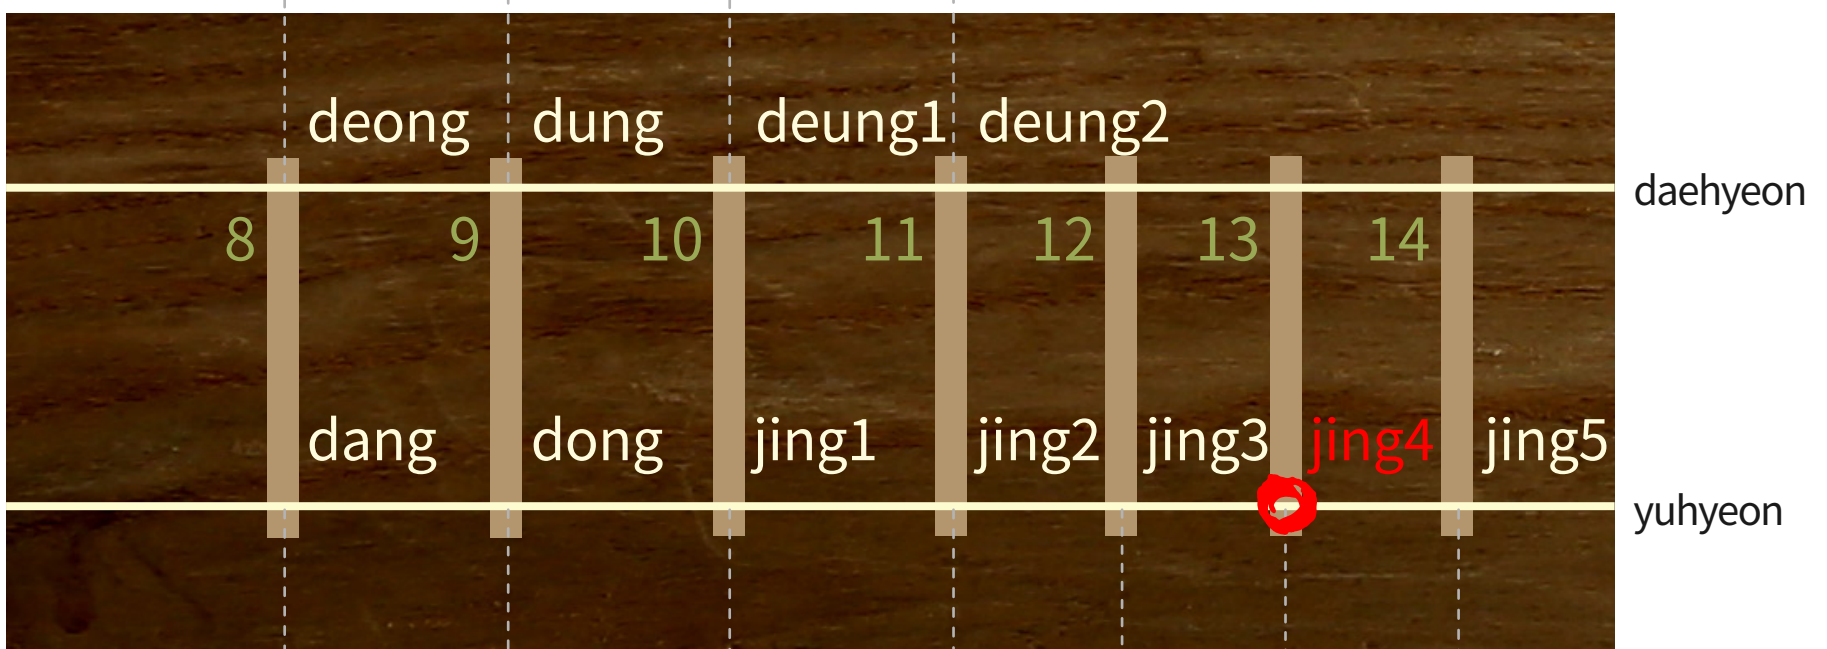 deong dung deung1 deung2
daehyeon
8 9 10 11 12 13 14
dang dong jing1 jing2 jing3 jing4 jing5
yuhyeon